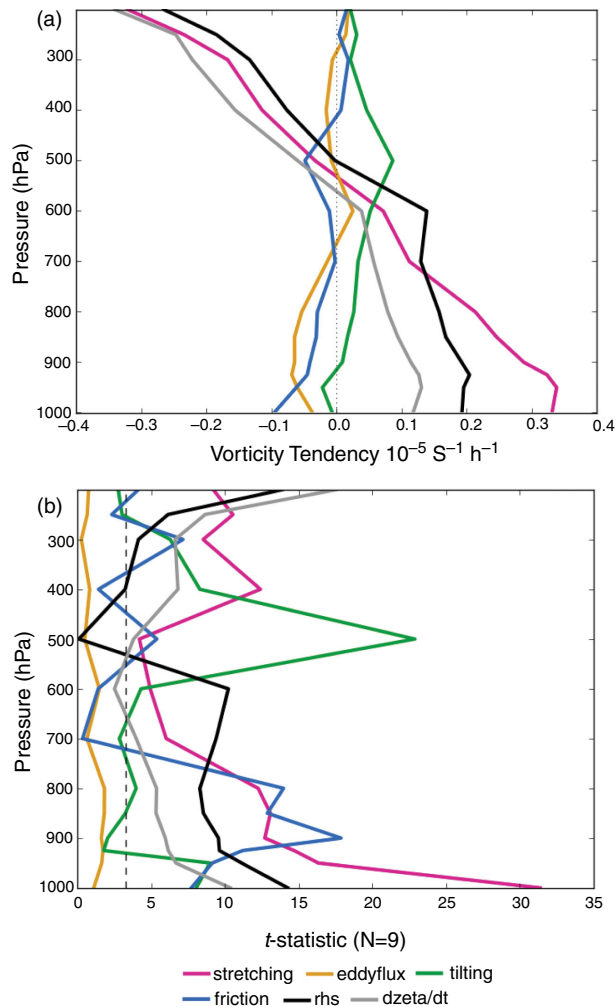 (a)
300
400
500
600
700
800
900
1000
Pressure (hPa)
−0.4 −0.3 −0.2 −0.1 0.0 0.1 0.2 0.3 0.4
Vorticity Tendency 10⁻⁵ S⁻¹ h⁻¹
(b)
300
400
500
600
700
800
900
1000
Pressure (hPa)
0 5 10 15 20 25 30 35
t-statistic (N=9)
stretching eddyflux tilting
friction rhs dzeta/dt